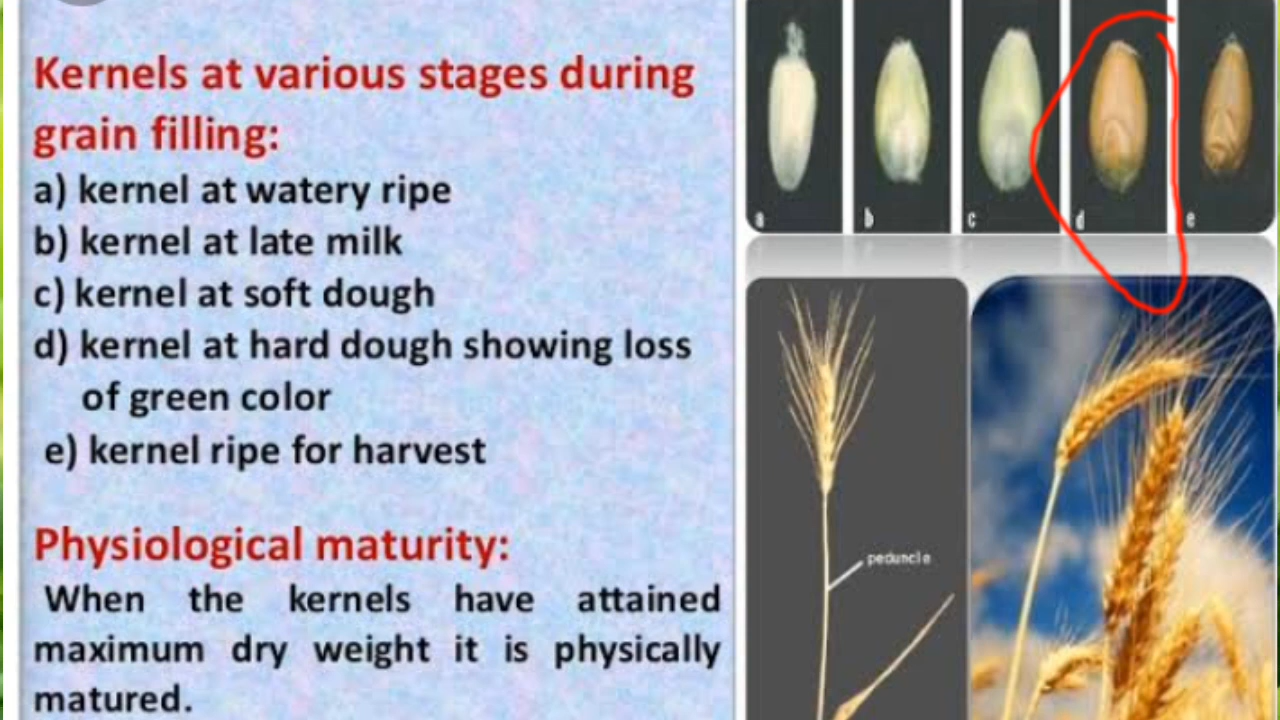 Kernels at various stages during
grain filling:
a) kernel at watery ripe
b) kernel at late milk
c) kernel at soft dough
d) kernel at hard dough showing loss
of green color
e) kernel ripe for harvest
Physiological maturity:
When the kernels have attained
maximum dry weight it is physically
matured.
a b c d e
peduncle